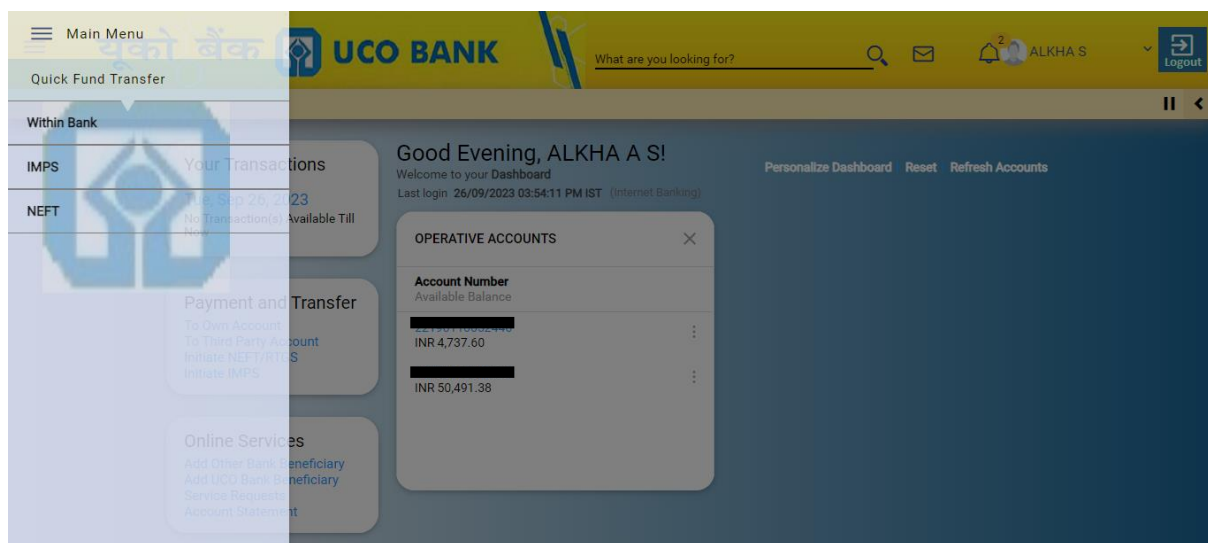 Main Menu
यूको बैंक UCO BANK
What are you looking for?
2
ALKHA S
Logout
Quick Fund Transfer
Within Bank
IMPS
NEFT
Your Transactions
Tue, Sep 26, 2023
No Transaction(s) Available Till
Now
Payment and Transfer
To Own Account
To Third Party Account
Initiate NEFT/RTGS
Initiate IMPS
Online Services
Add Other Bank Beneficiary
Add UCO Bank Beneficiary
Service Requests
Account Statement
Good Evening, ALKHA A S!
Welcome to your Dashboard
Last login 26/09/2023 03:54:11 PM IST (Internet Banking)
Personalize Dashboard Reset Refresh Accounts
OPERATIVE ACCOUNTS
Account Number
Available Balance
INR 4,737.60
INR 50,491.38